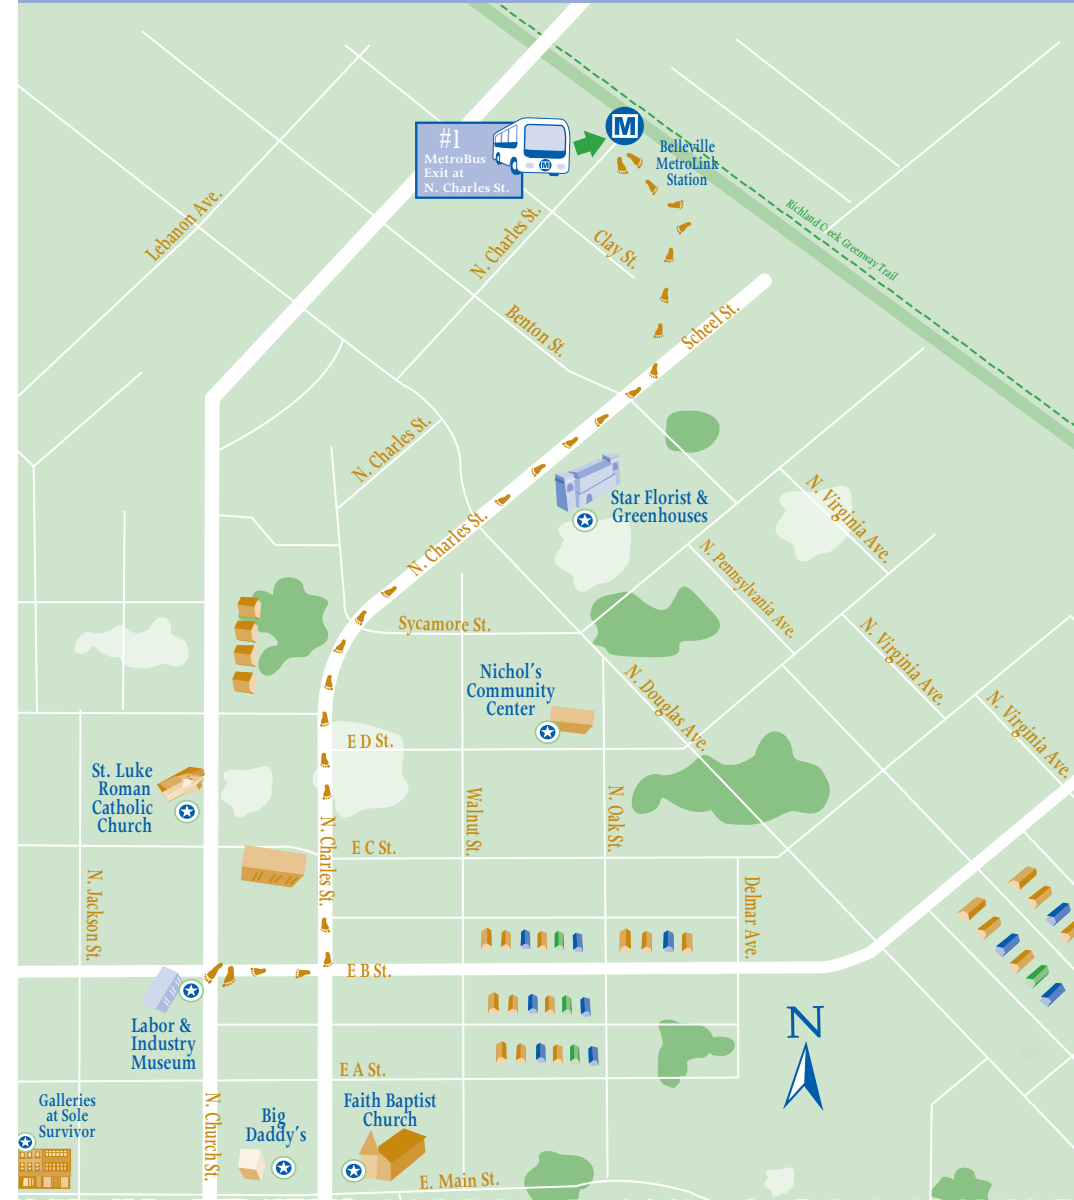 #1
MetroBus
Exit at
N. Charles St.
M
M
Belleville
MetroLink
Station
Richland Creek Greenway Trail
Lebanon Ave.
N. Charles St.
Clay St.
Benton St.
Scheel St.
N. Charles St.
N. Charles St.
Star Florist &
Greenhouses
N. Virginia Ave.
N. Pennsylvania Ave.
Sycamore St.
N. Virginia Ave.
Nichol's
Community
Center
N. Douglas Ave.
N. Virginia Ave.
E D St.
St. Luke
Roman
Catholic
Church
Walnut St.
N. Oak St.
N. Charles St.
E C St.
N. Jackson St.
Delmar Ave.
E B St.
Labor &
Industry
Museum
N
E A St.
Galleries
at Sole
Survivor
N. Church St.
Big
Daddy's
Faith Baptist
Church
E. Main St.